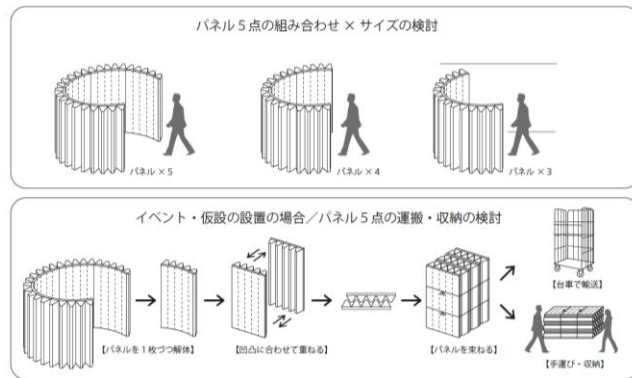 パネル5点の組み合わせ × サイズの検討
パネル × 5
パネル × 4
パネル × 3
イベント・仮設の設置の場合／パネル5点の運搬・収納の検討
【パネルを1枚づつ解体】
【凹凸に合わせて重ねる】
【パネルを束ねる】
【台車で輸送】
【手運び・収納】